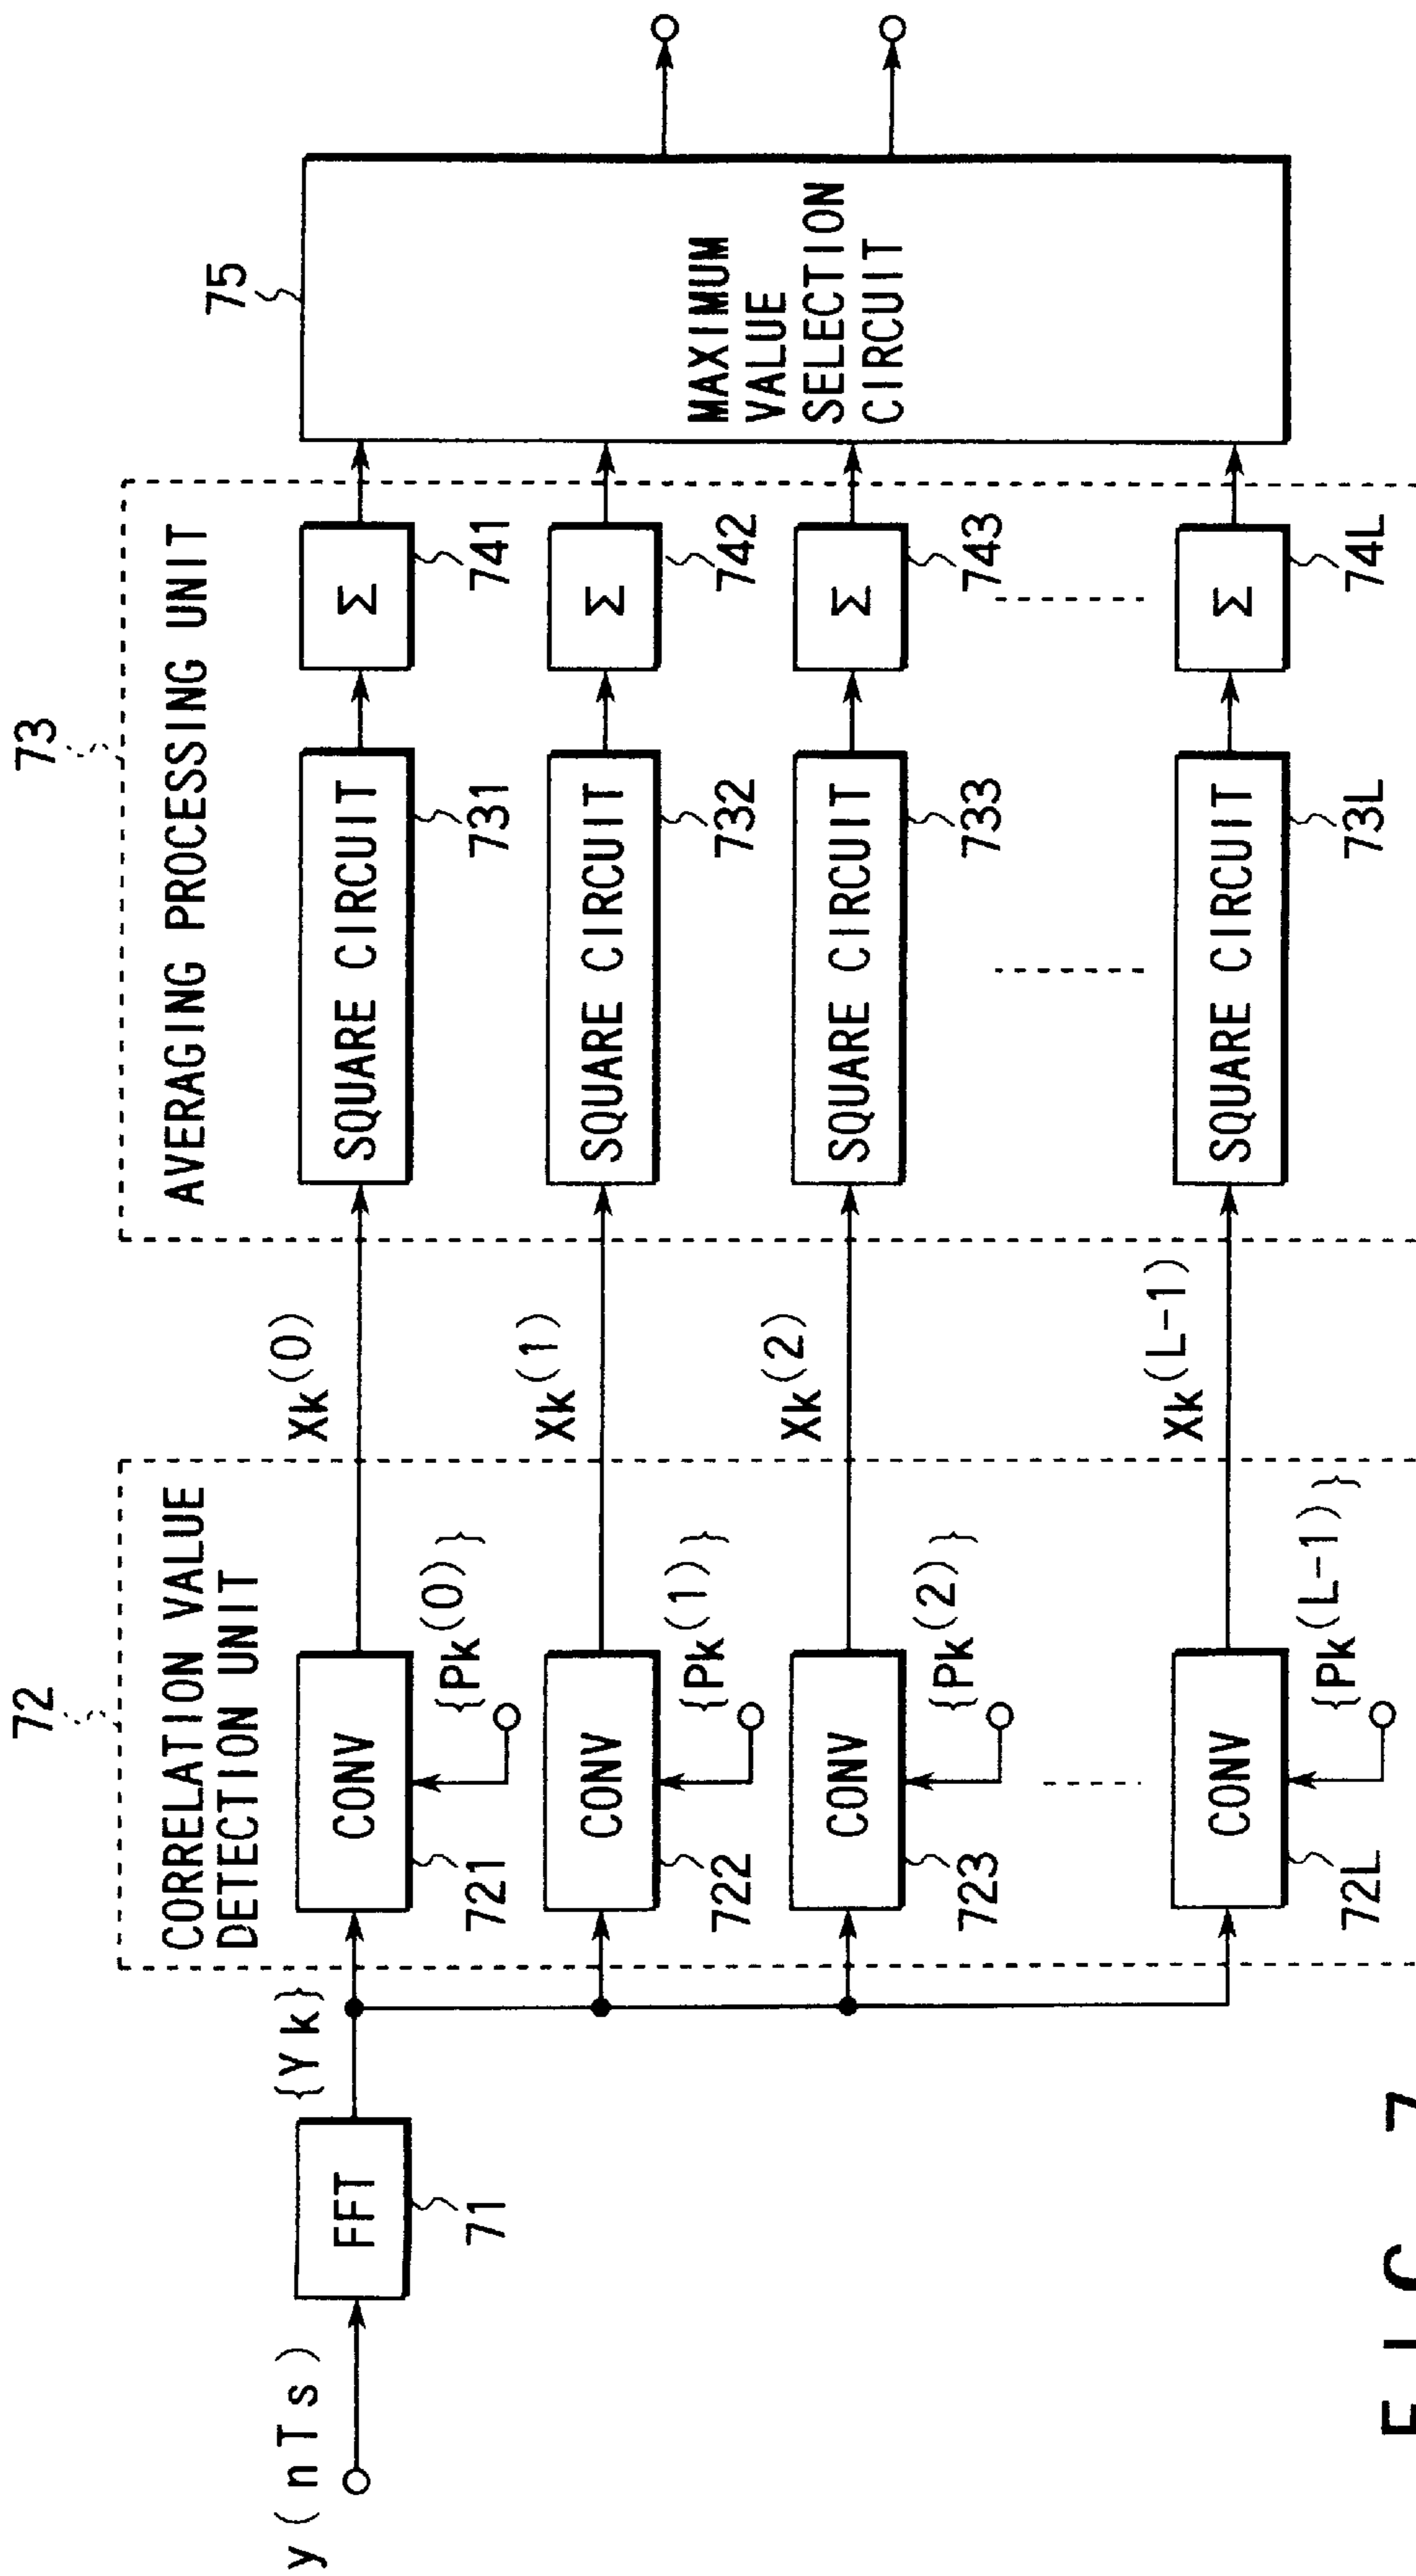 73
72
AVERAGING PROCESSING UNIT
CORRELATION VALUE
DETECTION UNIT
75
y(nTs)
{Yk}
FFT
71
CONV
721
{Pk(0)}
Xk(0)
SQUARE CIRCUIT
731
Σ
741
CONV
722
{Pk(1)}
Xk(1)
SQUARE CIRCUIT
732
Σ
742
CONV
723
{Pk(2)}
Xk(2)
SQUARE CIRCUIT
733
Σ
743
CONV
72L
{Pk(L-1)}
Xk(L-1)
SQUARE CIRCUIT
73L
Σ
74L
MAXIMUM
VALUE
SELECTION
CIRCUIT